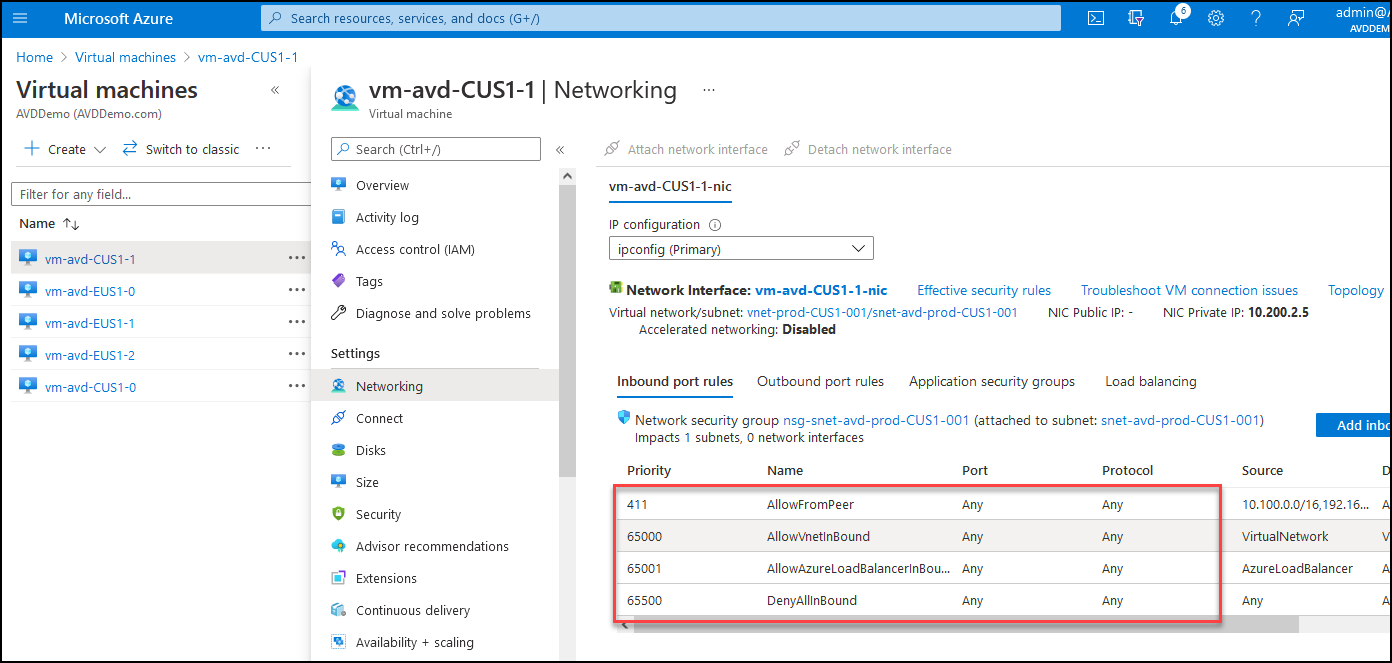 Microsoft Azure
Search resources, services, and docs (G+/)
6
admin@
AVDDEM
Home > Virtual machines > vm-avd-CUS1-1
Virtual machines «
AVDDemo (AVDDemo.com)
+ Create Switch to classic ...
Filter for any field...
Name ↑↓
vm-avd-CUS1-1 ...
vm-avd-EUS1-0 ...
vm-avd-EUS1-1 ...
vm-avd-EUS1-2 ...
vm-avd-CUS1-0 ...
vm-avd-CUS1-1 | Networking ...
Virtual machine
Search (Ctrl+/) «
Overview
Activity log
Access control (IAM)
Tags
Diagnose and solve problems
Settings
Networking
Connect
Disks
Size
Security
Advisor recommendations
Extensions
Continuous delivery
Availability + scaling
Attach network interface Detach network interface
vm-avd-CUS1-1-nic
IP configuration
ipconfig (Primary)
Network Interface: vm-avd-CUS1-1-nic Effective security rules Troubleshoot VM connection issues Topology
Virtual network/subnet: vnet-prod-CUS1-001/snet-avd-prod-CUS1-001 NIC Public IP: - NIC Private IP: 10.200.2.5
Accelerated networking: Disabled
Inbound port rules Outbound port rules Application security groups Load balancing
Network security group nsg-snet-avd-prod-CUS1-001 (attached to subnet: snet-avd-prod-CUS1-001)
Impacts 1 subnets, 0 network interfaces
Add inbo
Priority Name Port Protocol Source D
411 AllowFromPeer Any Any 10.100.0.0/16,192.16... A
65000 AllowVnetInBound Any Any VirtualNetwork V
65001 AllowAzureLoadBalancerInBou... Any Any AzureLoadBalancer A
65500 DenyAllInBound Any Any Any A